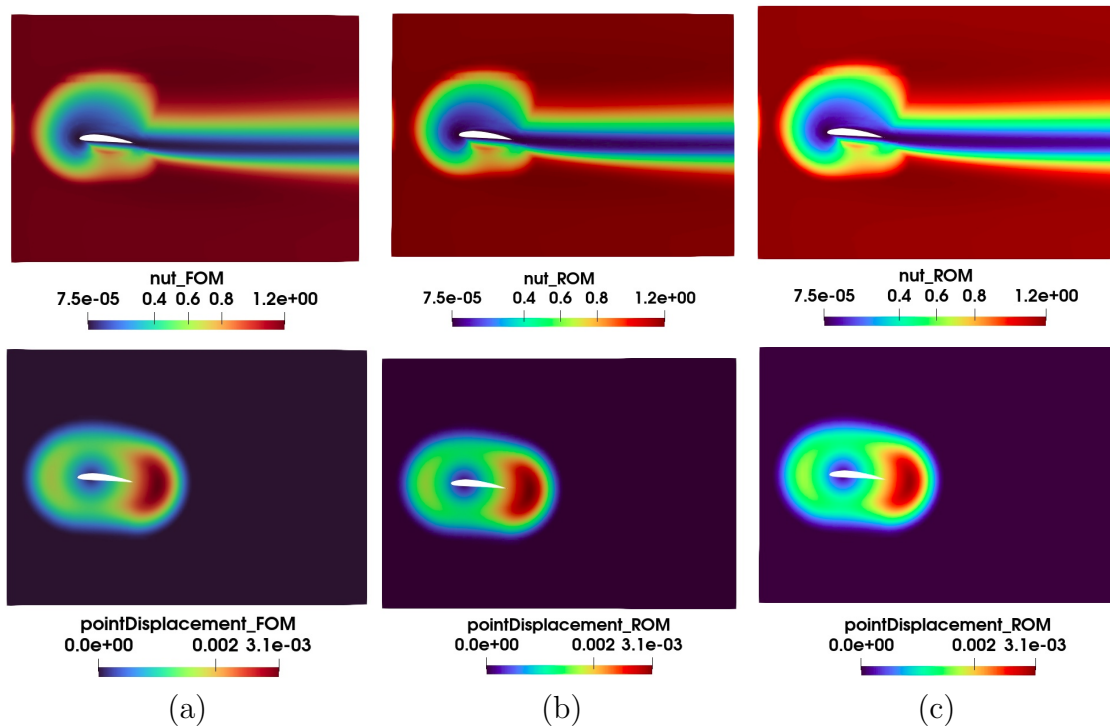 nut_FOM
7.5e-05 0.4 0.6 0.8 1.2e+00
nut_ROM
7.5e-05 0.4 0.6 0.8 1.2e+00
nut_ROM
7.5e-05 0.4 0.6 0.8 1.2e+00
pointDisplacement_FOM
0.0e+00 0.002 3.1e-03
pointDisplacement_ROM
0.0e+00 0.002 3.1e-03
pointDisplacement_ROM
0.0e+00 0.002 3.1e-03
(a) (b) (c)